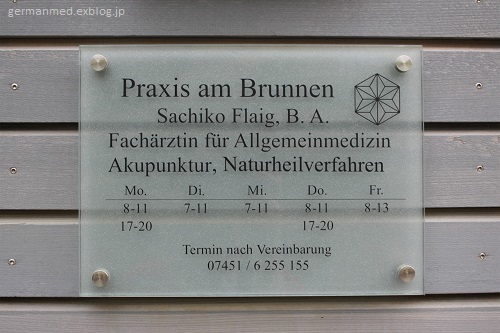 germanmed.exblog.jp
Praxis am Brunnen
Sachiko Flaig, B. A.
Fachärztin für Allgemeinmedizin
Akupunktur, Naturheilverfahren
Mo. Di. Mi. Do. Fr.
8-11 7-11 7-11 8-11 8-13
17-20 17-20
Termin nach Vereinbarung
07451 / 6 255 155